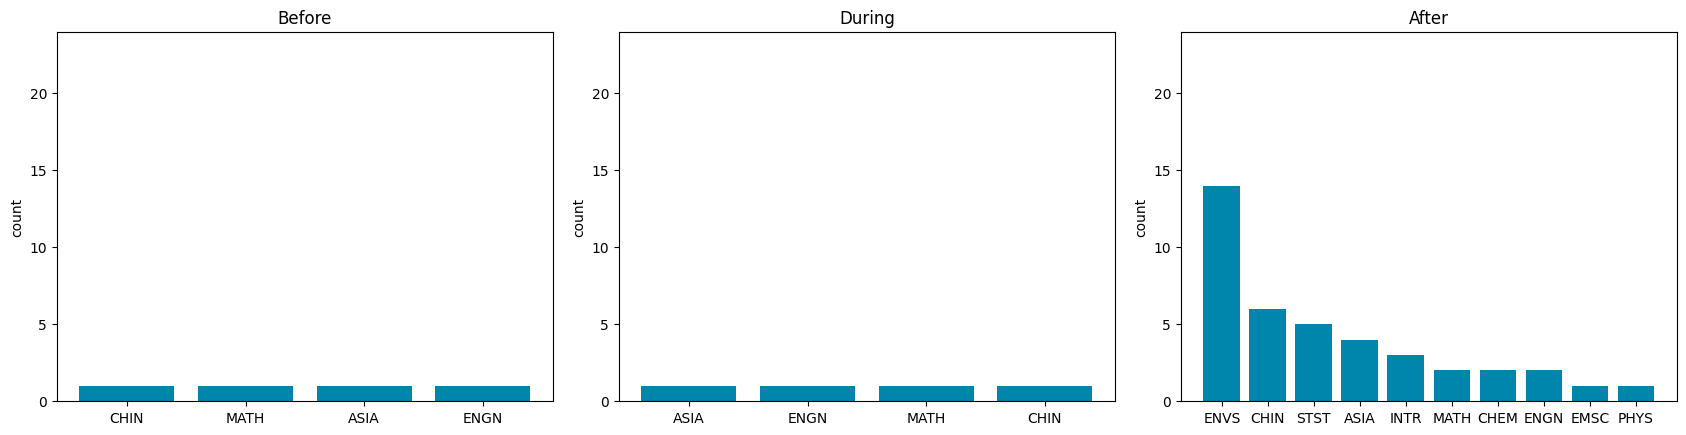 Before
count
20
15
10
5
0
CHIN MATH ASIA ENGN
During
count
20
15
10
5
0
ASIA ENGN MATH CHIN
After
count
20
15
10
5
0
ENVS CHIN STST ASIA INTR MATH CHEM ENGN EMSC PHYS